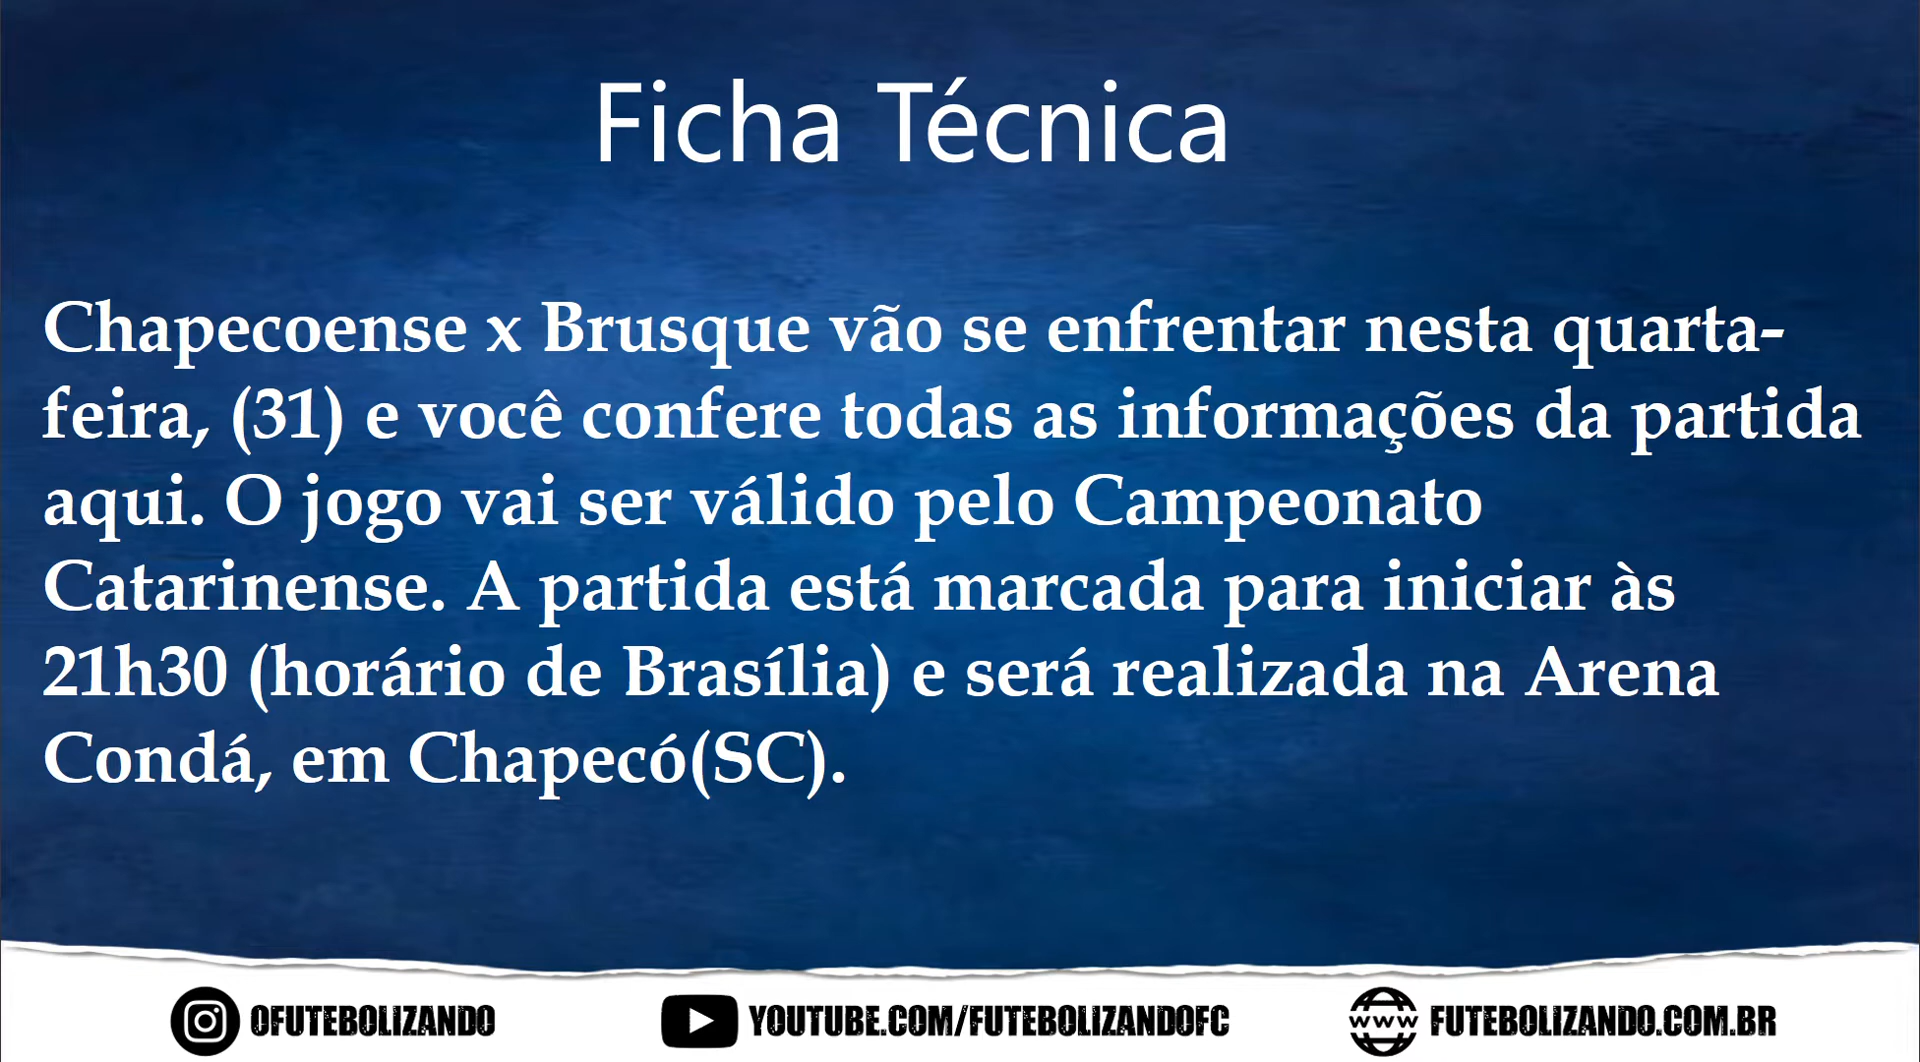 Ficha Técnica
Chapecoense x Brusque vão se enfrentar nesta quarta-
feira, (31) e você confere todas as informações da partida
aqui. O jogo vai ser válido pelo Campeonato
Catarinense. A partida está marcada para iniciar às
21h30 (horário de Brasília) e será realizada na Arena
Condá, em Chapecó(SC).
OFUTEBOLIZANDO
YOUTUBE.COM/FUTEBOLIZANDOFC
WWW
FUTEBOLIZANDO.COM.BR